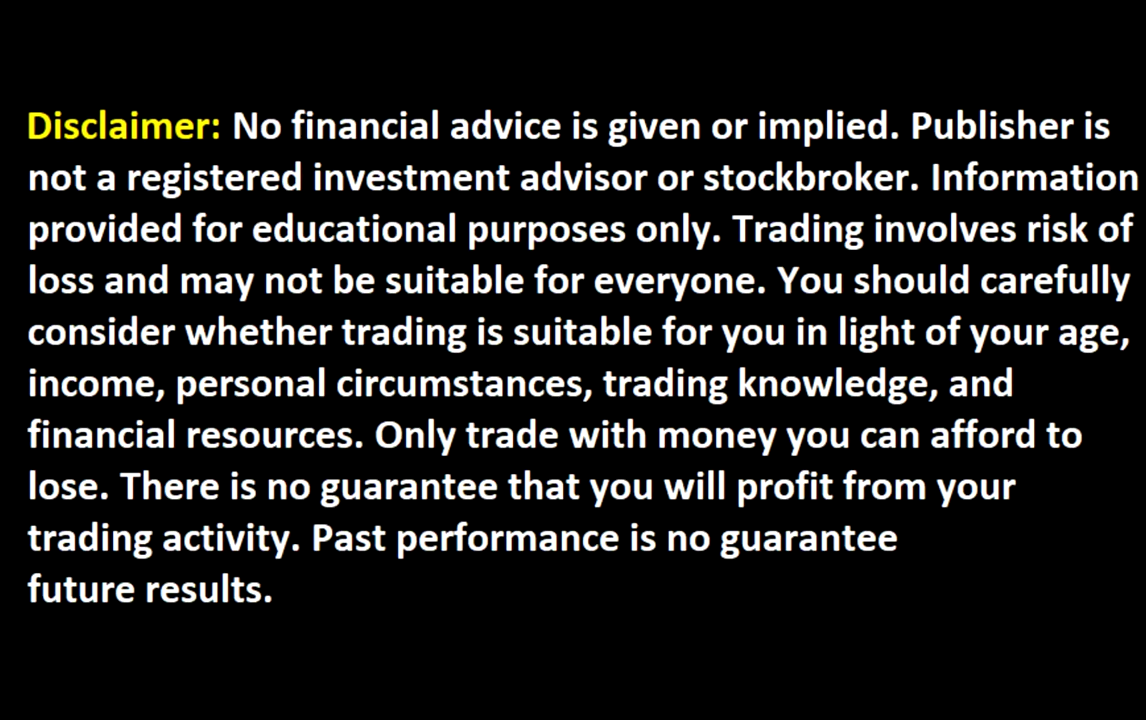 Disclaimer: No financial advice is given or implied. Publisher is
not a registered investment advisor or stockbroker. Information
provided for educational purposes only. Trading involves risk of
loss and may not be suitable for everyone. You should carefully
consider whether trading is suitable for you in light of your age,
income, personal circumstances, trading knowledge, and
financial resources. Only trade with money you can afford to
lose. There is no guarantee that you will profit from your
trading activity. Past performance is no guarantee
future results.